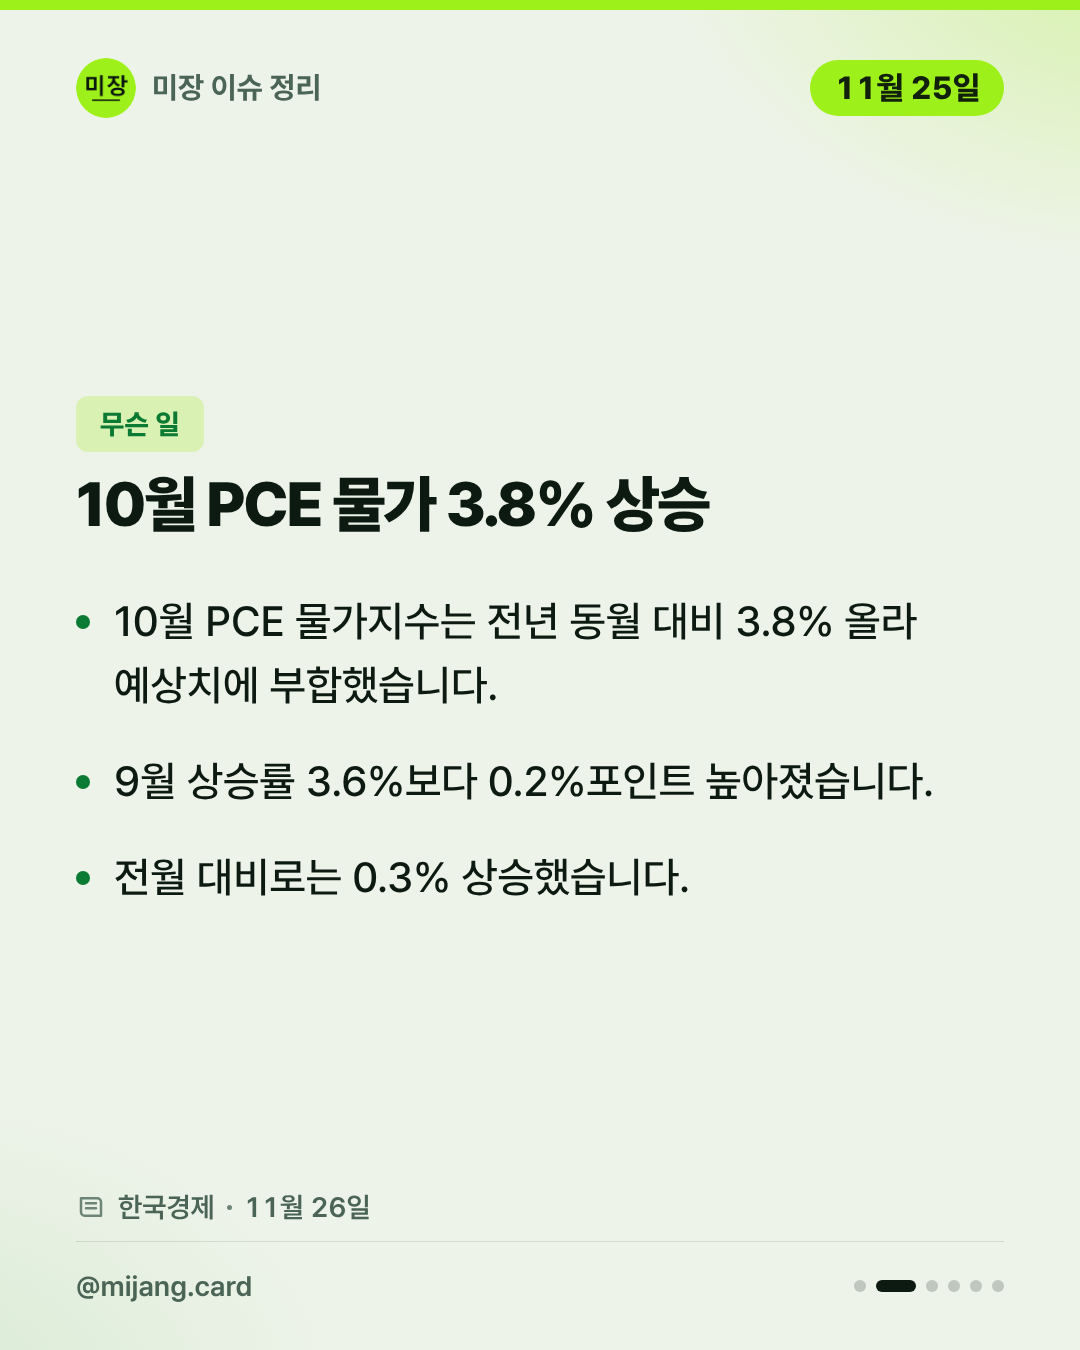 미장 미장 이슈 정리
11월 25일
무슨 일
10월 PCE 물가 3.8% 상승
• 10월 PCE 물가지수는 전년 동월 대비 3.8% 올라
예상치에 부합했습니다.
• 9월 상승률 3.6%보다 0.2%포인트 높아졌습니다.
• 전월 대비로는 0.3% 상승했습니다.
한국경제 · 11월 26일
@mijang.card